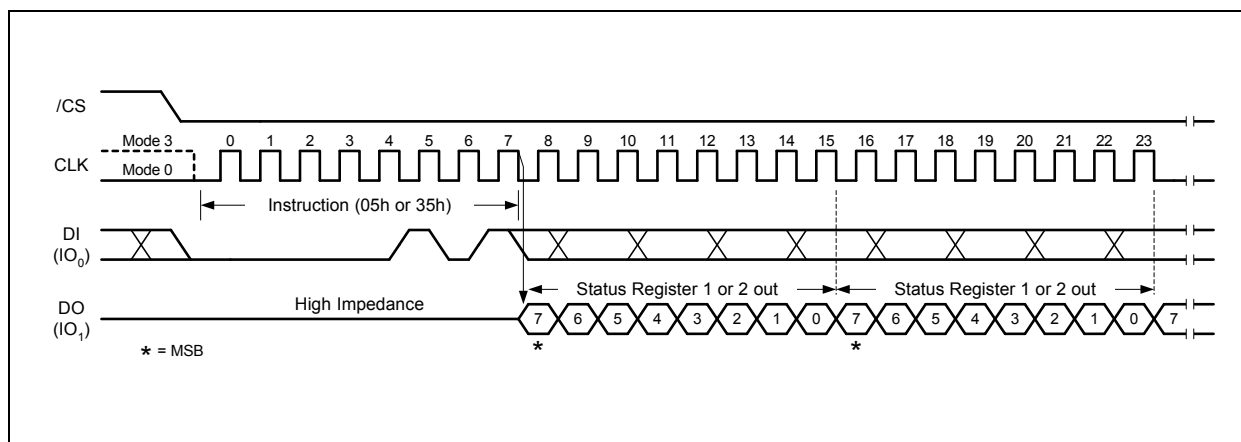 /CS
Mode 3 0 1 2 3 4 5 6 7 8 9 10 11 12 13 14 15 16 17 18 19 20 21 22 23
CLK Mode 0
Instruction (05h or 35h)
DI
(IO₀)
Status Register 1 or 2 out Status Register 1 or 2 out
High Impedance
DO 7 6 5 4 3 2 1 0 7 6 5 4 3 2 1 0 7
(IO₁)
* *
* = MSB